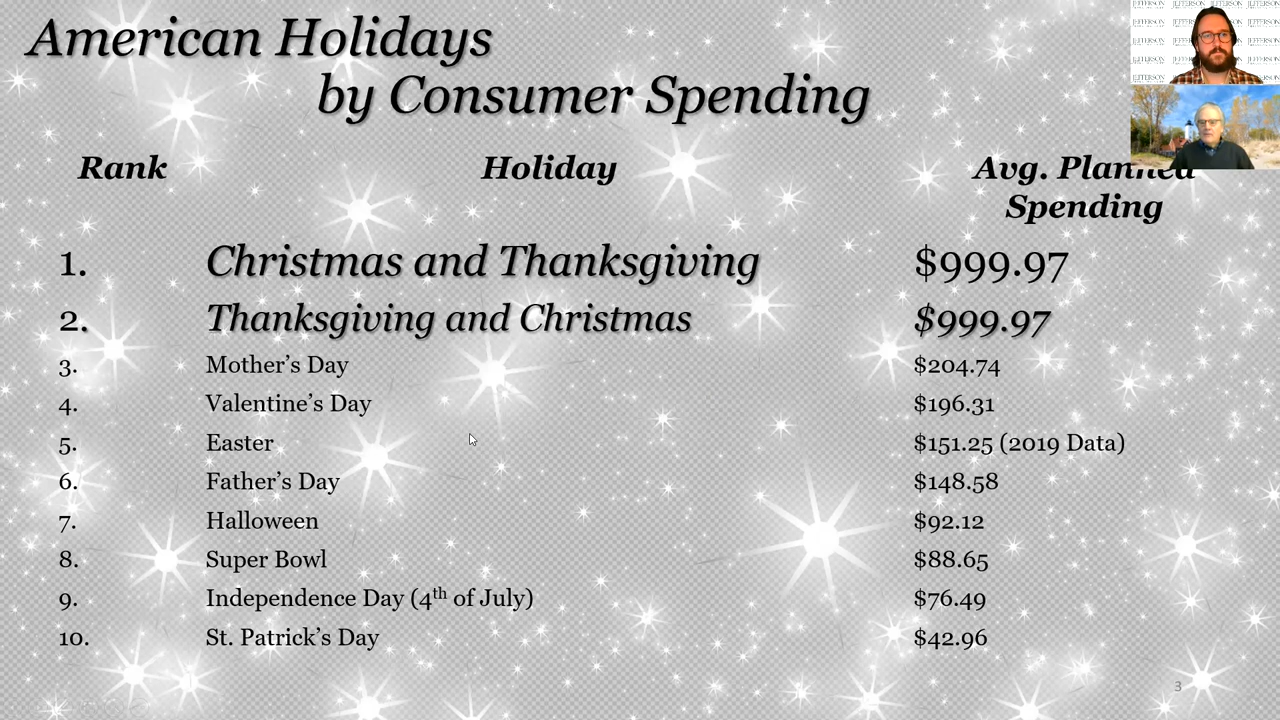 American Holidays
by Consumer Spending
Rank Holiday Avg. Planned
Spending
1. Christmas and Thanksgiving $999.97
2. Thanksgiving and Christmas $999.97
3. Mother’s Day $204.74
4. Valentine’s Day $196.31
5. Easter $151.25 (2019 Data)
6. Father’s Day $148.58
7. Halloween $92.12
8. Super Bowl $88.65
9. Independence Day (4th of July) $76.49
10. St. Patrick’s Day $42.96
3